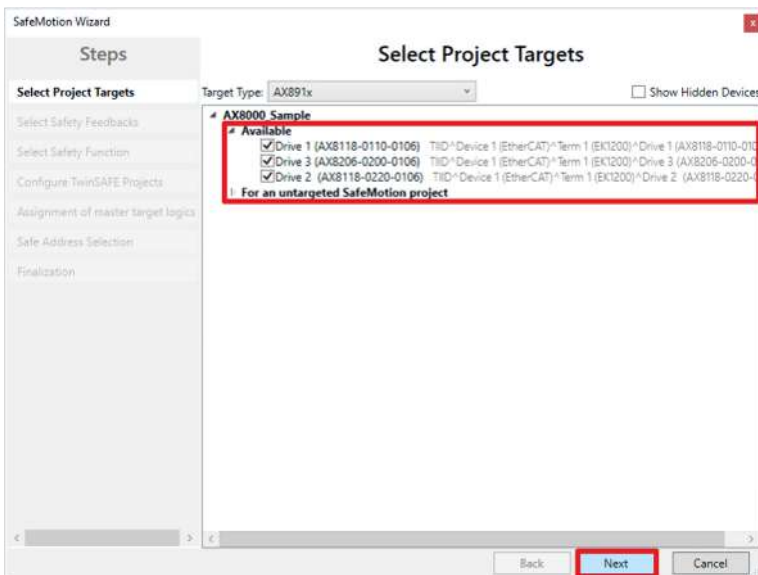 SafeMotion Wizard
x
Steps
Select Project Targets
Select Project Targets
Target Type: AX891x
Show Hidden Devices
Select Safety Feedbacks
Select Safety Function
Configure TwinSAFE Projects
Assignment of master target logics
Safe Address Selection
Finalization
AX8000_Sample
Available
Drive 1 (AX8118-0110-0106) TIID^Device 1 (EtherCAT)^Term 1 (EK1200)^Drive 1 (AX8118-0110-010
Drive 3 (AX8206-0200-0106) TIID^Device 1 (EtherCAT)^Term 1 (EK1200)^Drive 3 (AX8206-0200-0
Drive 2 (AX8118-0220-0106) TIID^Device 1 (EtherCAT)^Term 1 (EK1200)^Drive 2 (AX8118-0220-
For an untargeted SafeMotion project
Back
Next
Cancel